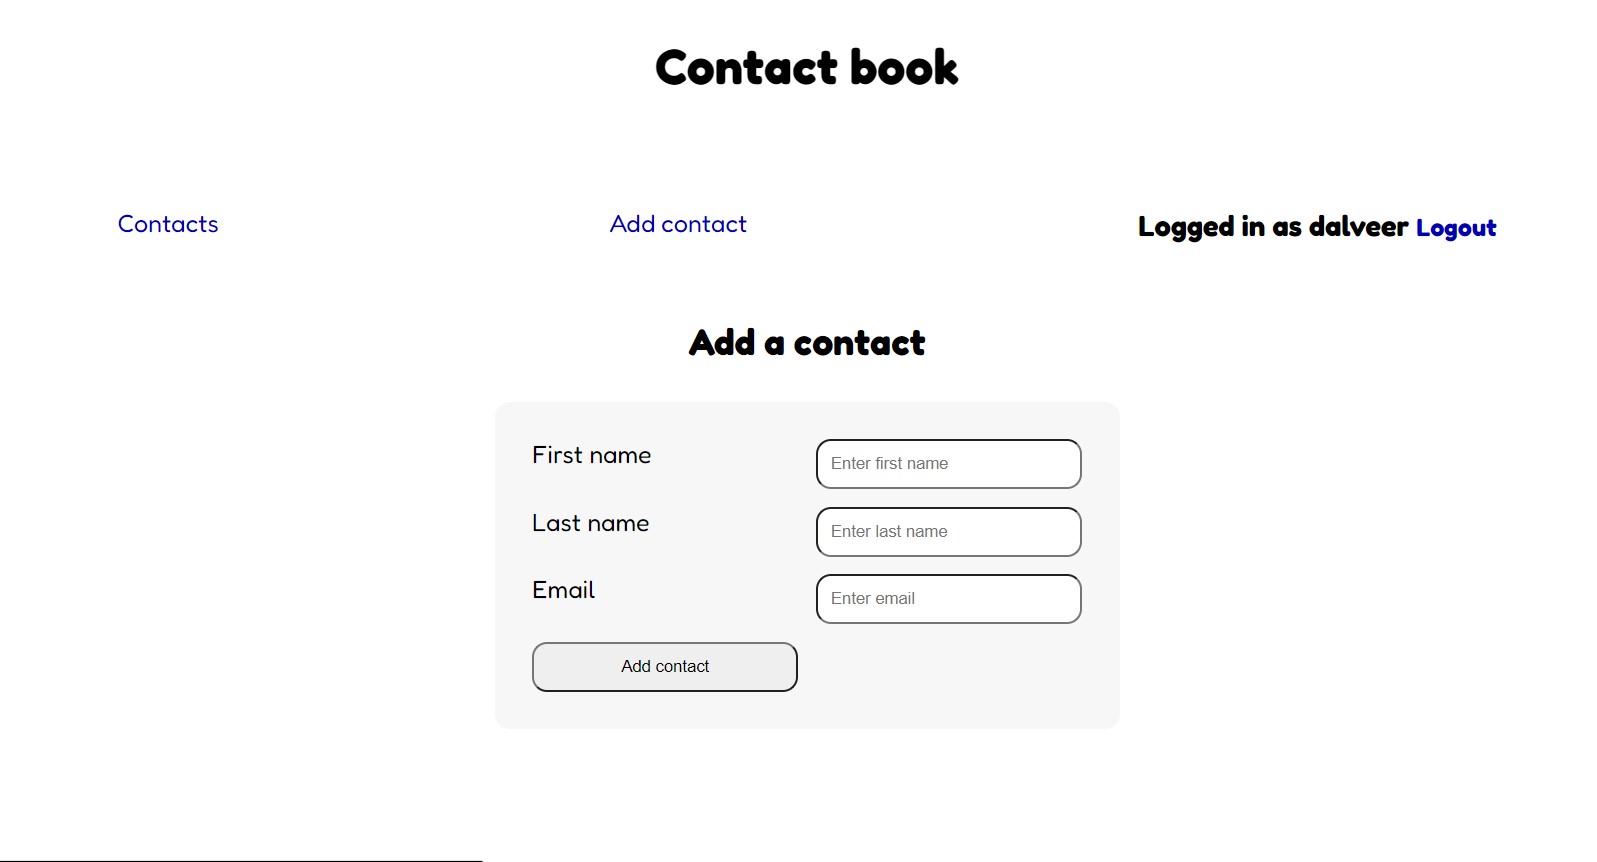 Contact book
Contacts
Add contact
Logged in as dalveer Logout
Add a contact
First name
Enter first name
Last name
Enter last name
Email
Enter email
Add contact